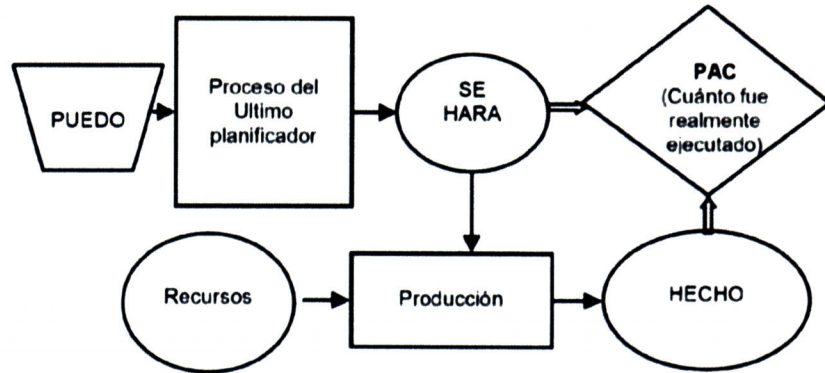 PUEDO
Proceso del
Ultimo
planificador
SE
HARA
PAC
(Cuánto fue
realmente
ejecutado)
Recursos
Producción
HECHO